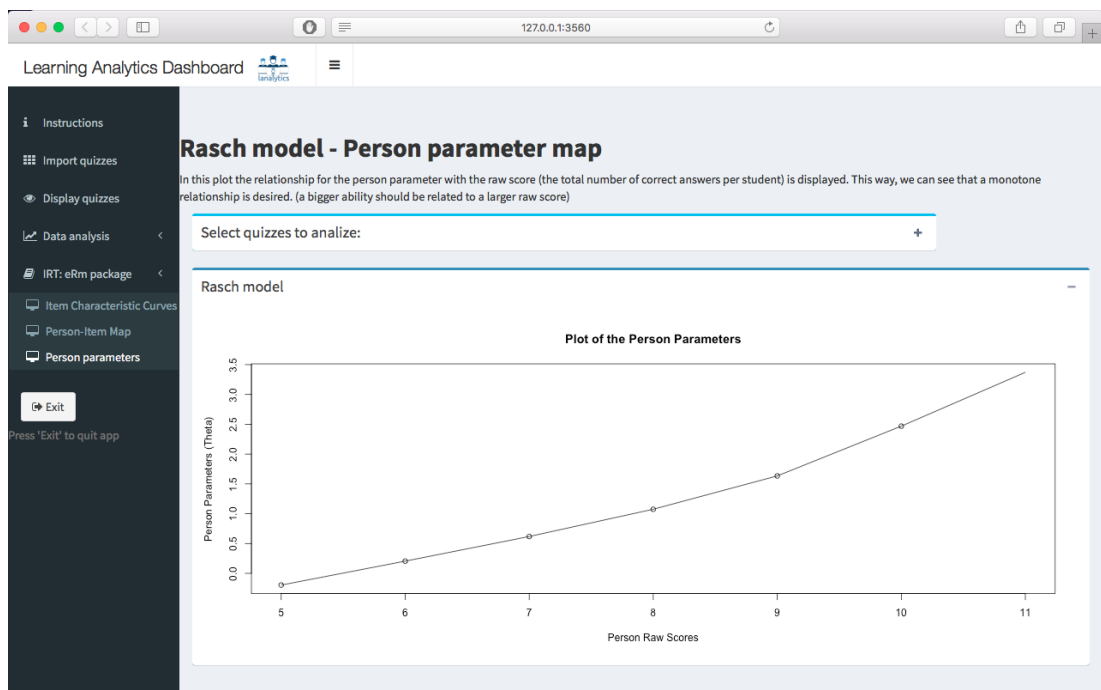 127.0.0.1:3560
Learning Analytics Dashboard
lanalytics
Instructions
Import quizzes
Display quizzes
Data analysis
IRT: eRm package
Item Characteristic Curves
Person-Item Map
Person parameters
Exit
Press 'Exit' to quit app
Rasch model - Person parameter map
In this plot the relationship for the person parameter with the raw score (the total number of correct answers per student) is displayed. This way, we can see that a monotone
relationship is desired. (a bigger ability should be related to a larger raw score)
Select quizzes to analize:
Rasch model
Plot of the Person Parameters
Person Parameters (Theta)
3.5
3.0
2.5
2.0
1.5
1.0
0.5
0.0
5 6 7 8 9 10 11
Person Raw Scores